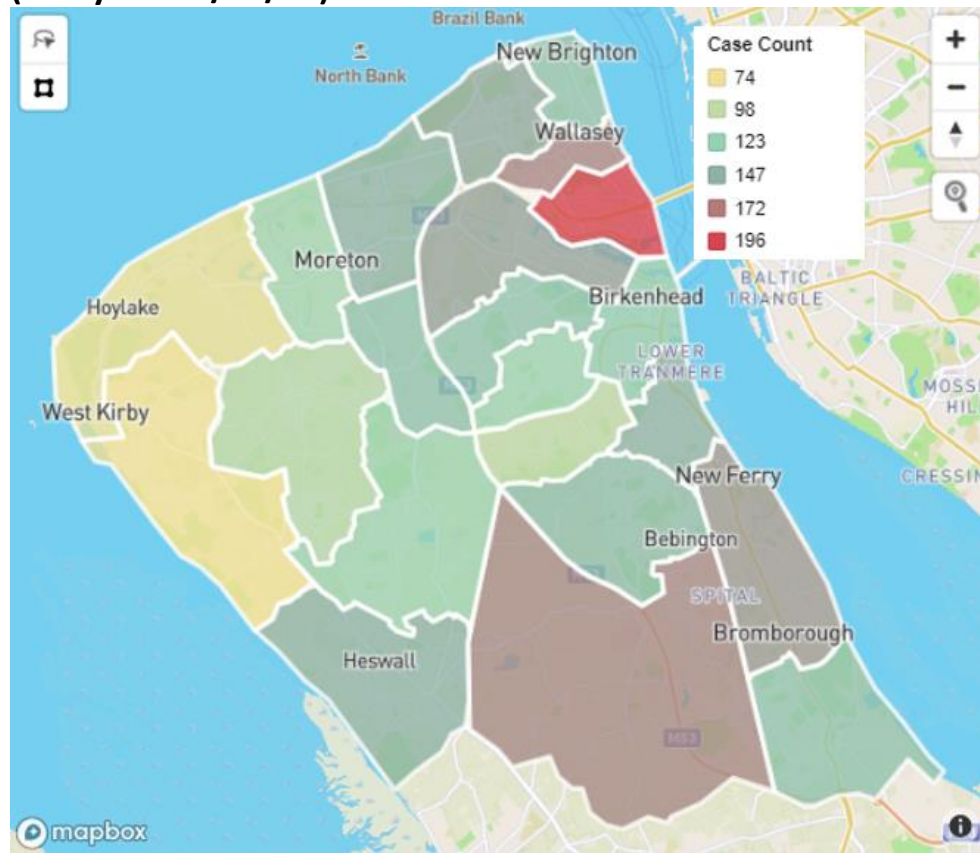 Brazil Bank
North Bank
New Brighton
Wallasey
Case Count
74
98
123
147
172
196
Moreton
Hoylake
Birkenhead
BALTIC
TRIANGLE
LOWER
TRANMERE
West Kirby
New Ferry
Bebington
SPITAL
Bromborough
Heswall
M53
mapbox